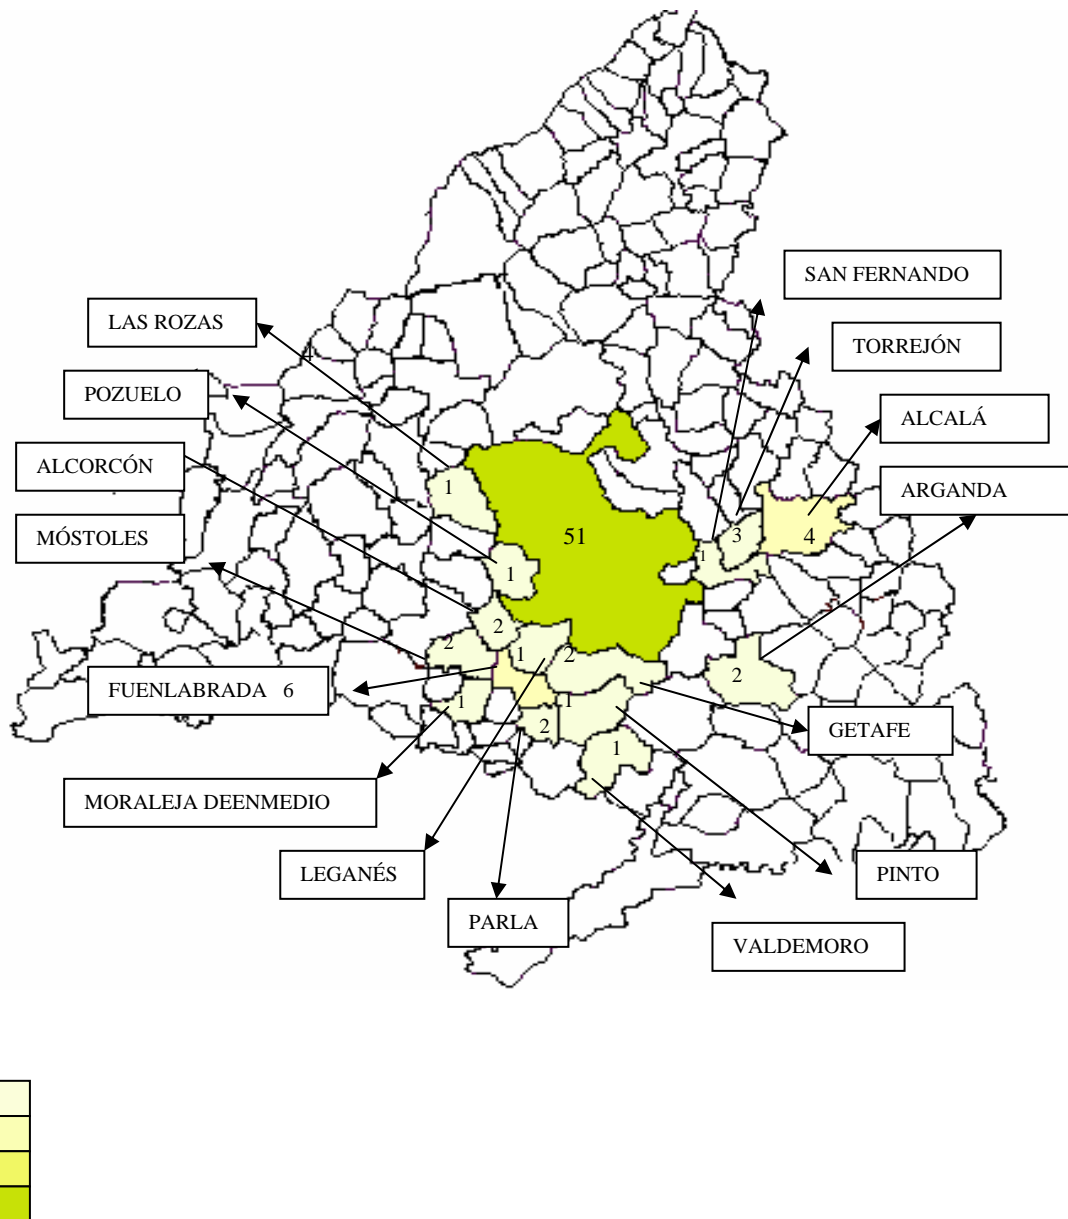 SAN FERNANDO
LAS ROZAS
TORREJÓN
4
POZUELO
ALCALÁ
ALCORCÓN
ARGANDA
1
MÓSTOLES
51
3
4
1
1
2
2
1
2
2
FUENLABRADA 6
1
1
2
GETAFE
1
MORALEJA DEENMEDIO
LEGANÉS
PINTO
PARLA
VALDEMORO